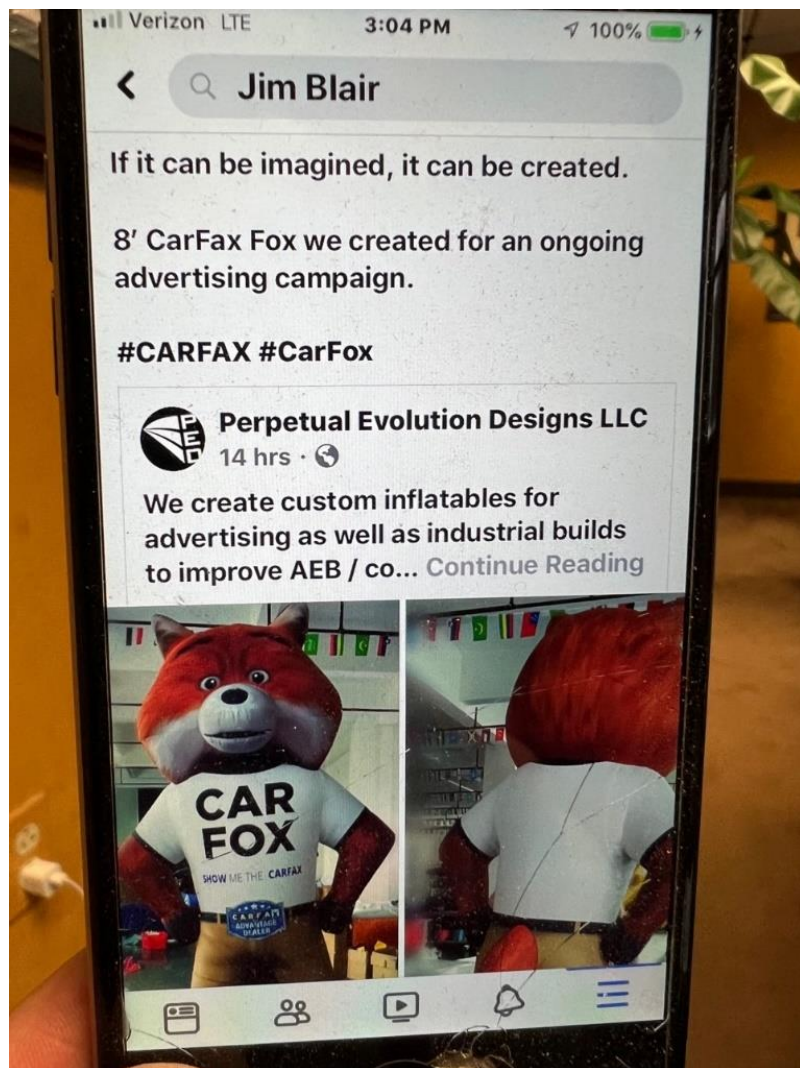 Verizon LTE
3:04 PM
100%
Jim Blair
If it can be imagined, it can be created.
8' CarFax Fox we created for an ongoing
advertising campaign.
#CARFAX #CarFox
PED
Perpetual Evolution Designs LLC
14 hrs ·
We create custom inflatables for
advertising as well as industrial builds
to improve AEB / co... Continue Reading
CAR
FOX
SHOW ME THE CARFAX
CARFAX
ADVANTAGE
DEALER